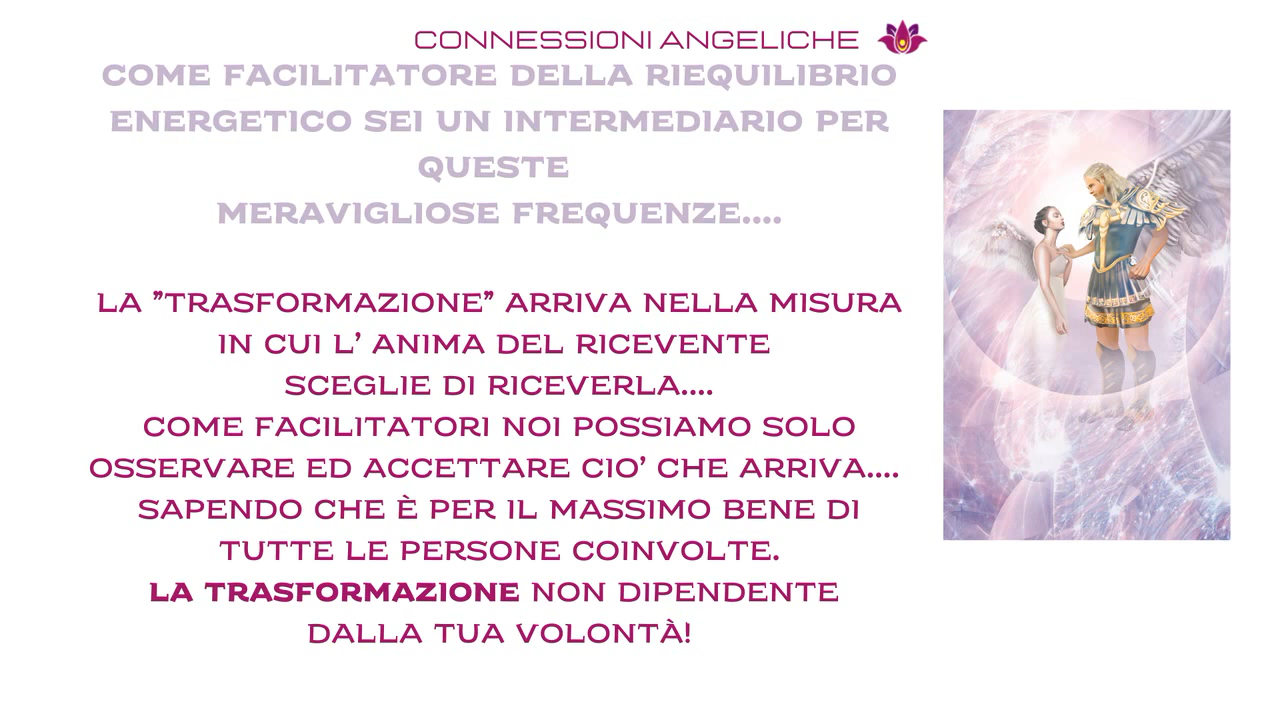 CONNESSIONI ANGELICHE
COME FACILITATORE DELLA RIEQUILIBRIO
ENERGETICO SEI UN INTERMEDIARIO PER
QUESTE
MERAVIGLIOSE FREQUENZE....
LA "TRASFORMAZIONE" ARRIVA NELLA MISURA
IN CUI L' ANIMA DEL RICEVENTE
SCEGLIE DI RICEVERLA....
COME FACILITATORI NOI POSSIAMO SOLO
OSSERVARE ED ACCETTARE CIO' CHE ARRIVA....
SAPENDO CHE È PER IL MASSIMO BENE DI
TUTTE LE PERSONE COINVOLTE.
LA TRASFORMAZIONE NON DIPENDENTE
DALLA TUA VOLONTÀ!